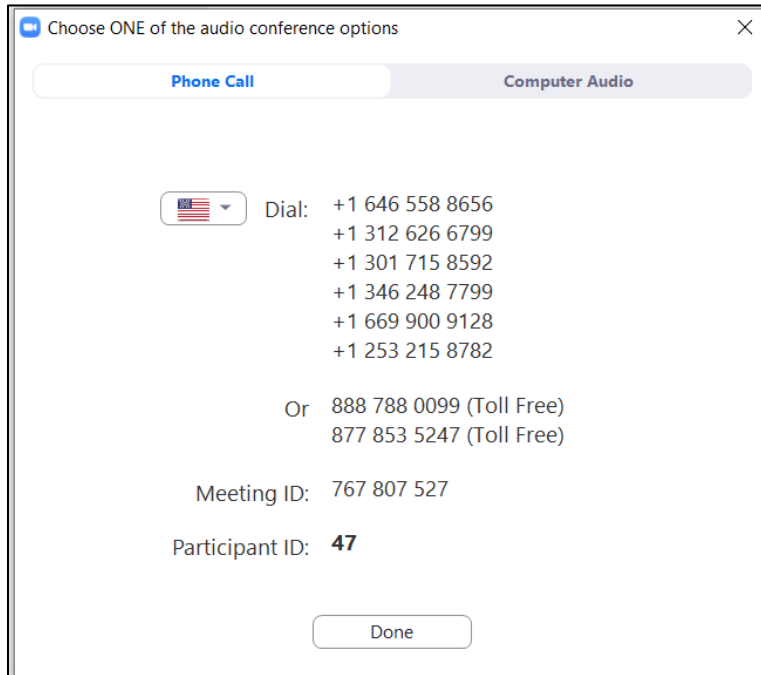 Choose ONE of the audio conference options
Phone Call
Computer Audio
Dial: +1 646 558 8656
+1 312 626 6799
+1 301 715 8592
+1 346 248 7799
+1 669 900 9128
+1 253 215 8782
Or 888 788 0099 (Toll Free)
877 853 5247 (Toll Free)
Meeting ID: 767 807 527
Participant ID: 47
Done